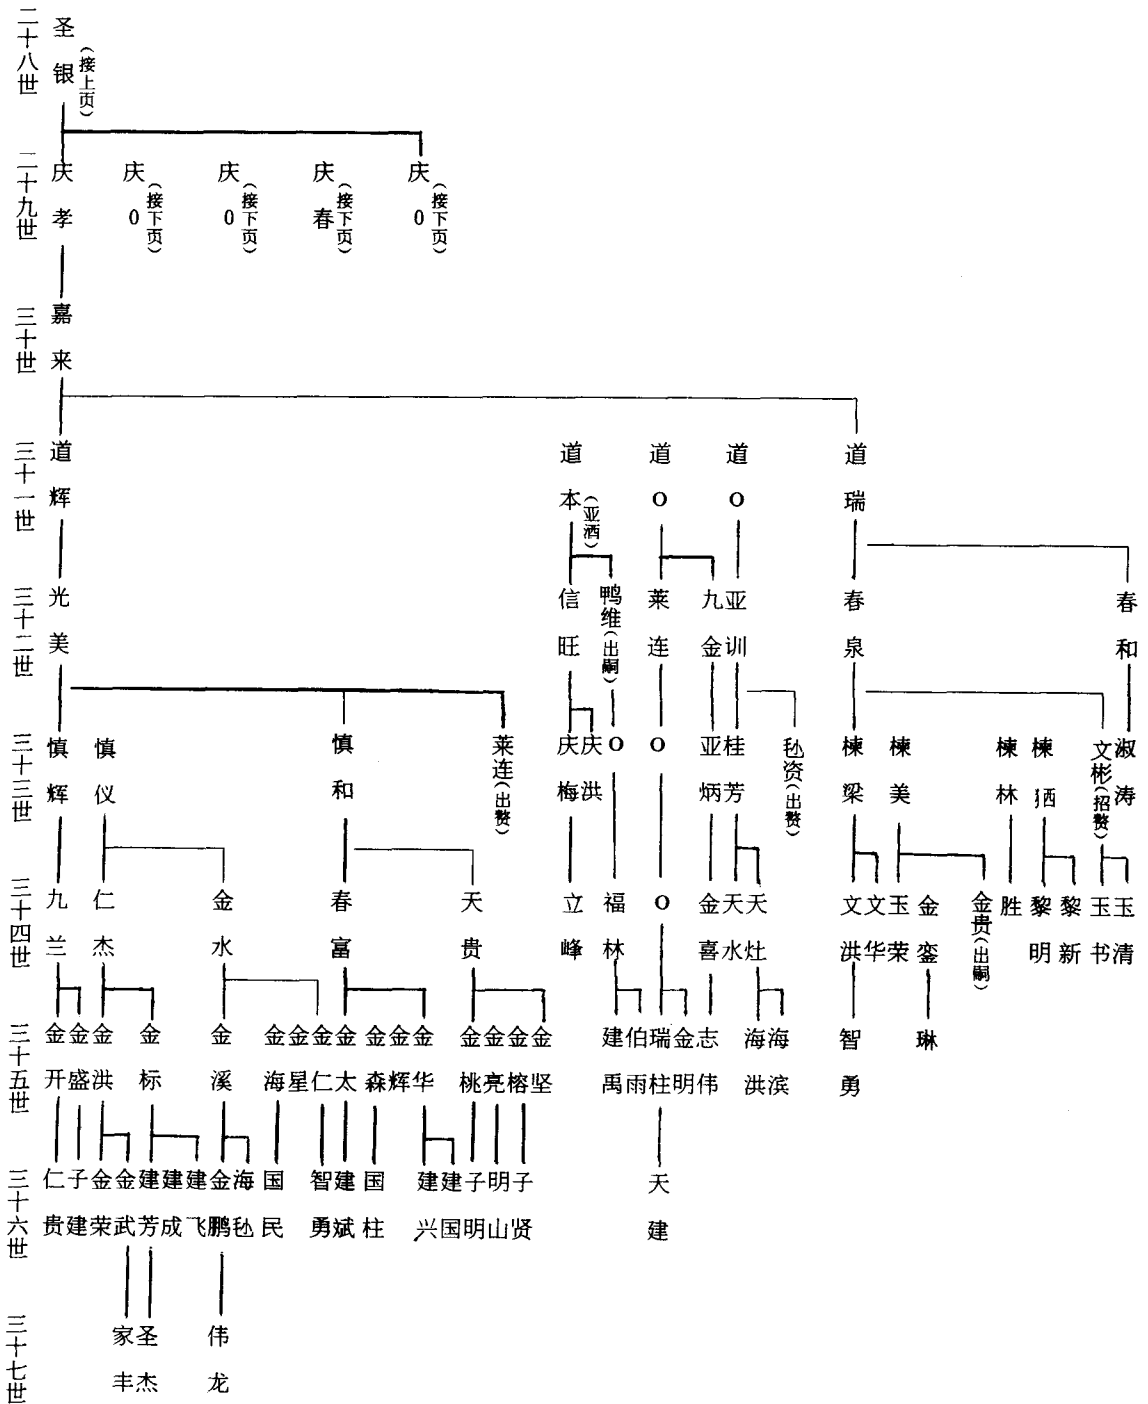 二十八世
圣银(接上页)
二十九世
庆孝
庆0(接下页)
庆0(接下页)
庆春(接下页)
庆0(接下页)
三十世
嘉来
三十一世
道辉
道本(亚酒)
道O
道O
道瑞
三十二世
光美
信旺
鸭维(出嗣)
莱连
九金
亚训
春泉
春和
三十三世
慎辉
慎仪
慎和
莱连(出赘)
庆梅
庆洪
O
O
亚炳
桂芳
毪资(出赘)
楝梁
楝美
楝林
楝栖
文彬(招赘)
淑涛
三十四世
九兰
仁杰
金水
春富
天贵
立峰
福林
O
金喜
天水
天灶
文洪
文华
玉荣
金銮
金贵(出嗣)
胜
黎明
黎新
玉书
玉清
三十五世
金开
金盛
金洪
金标
金溪
金海
金星
金仁
金太
金森
金辉
金华
金桃
金亮
金榕
金坚
建禹
伯雨
瑞柱
金明
志伟
海洪
海滨
智勇
琳
三十六世
仁贵
子建
金荣
金武
建芳
建成
建飞
金鹏
海毪
国民
智勇
建斌
国柱
建兴
建国
子明
明山
子贤
天建
三十七世
家丰
圣杰
伟龙